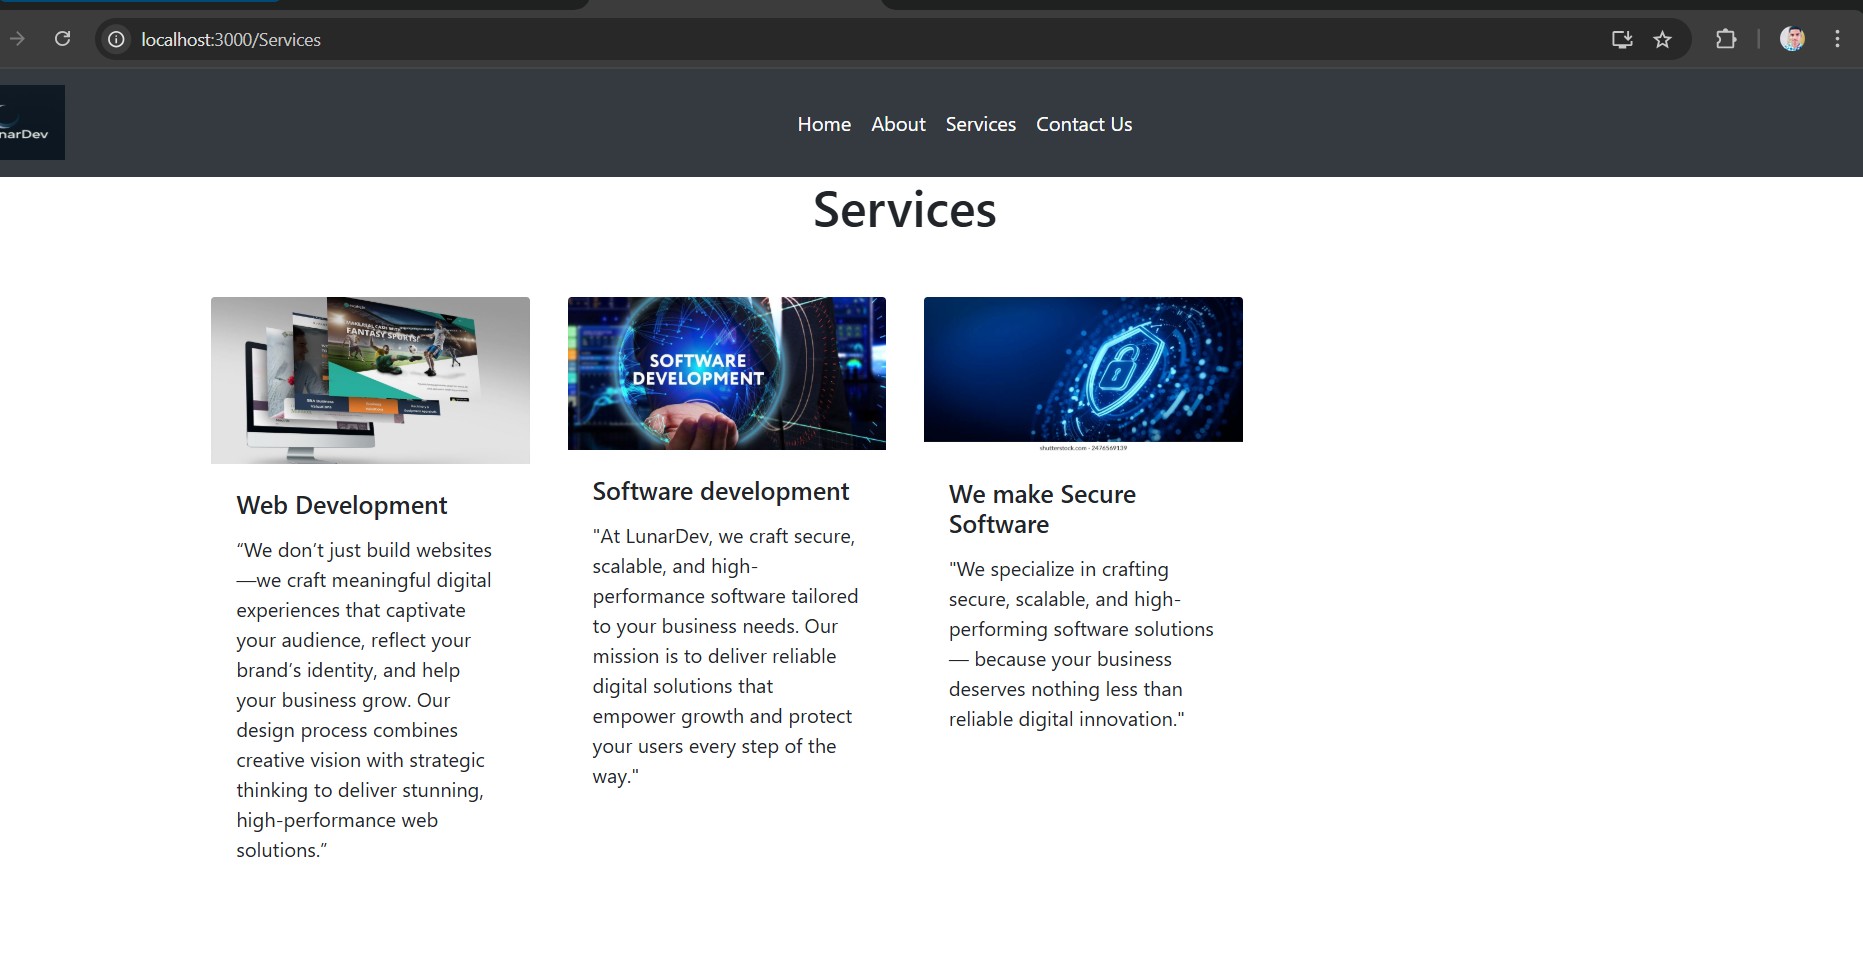 localhost:3000/Services
narDev
Home About Services Contact Us
Services
MAKE REAL CASH WITH
FANTASY SPORTS!
SOFTWARE
DEVELOPMENT
shutterstock.com · 2476569139
Web Development
“We don’t just build websites
—we craft meaningful digital
experiences that captivate
your audience, reflect your
brand’s identity, and help
your business grow. Our
design process combines
creative vision with strategic
thinking to deliver stunning,
high-performance web
solutions.”
Software development
"At LunarDev, we craft secure,
scalable, and high-
performance software tailored
to your business needs. Our
mission is to deliver reliable
digital solutions that
empower growth and protect
your users every step of the
way."
We make Secure
Software
"We specialize in crafting
secure, scalable, and high-
performing software solutions
— because your business
deserves nothing less than
reliable digital innovation."